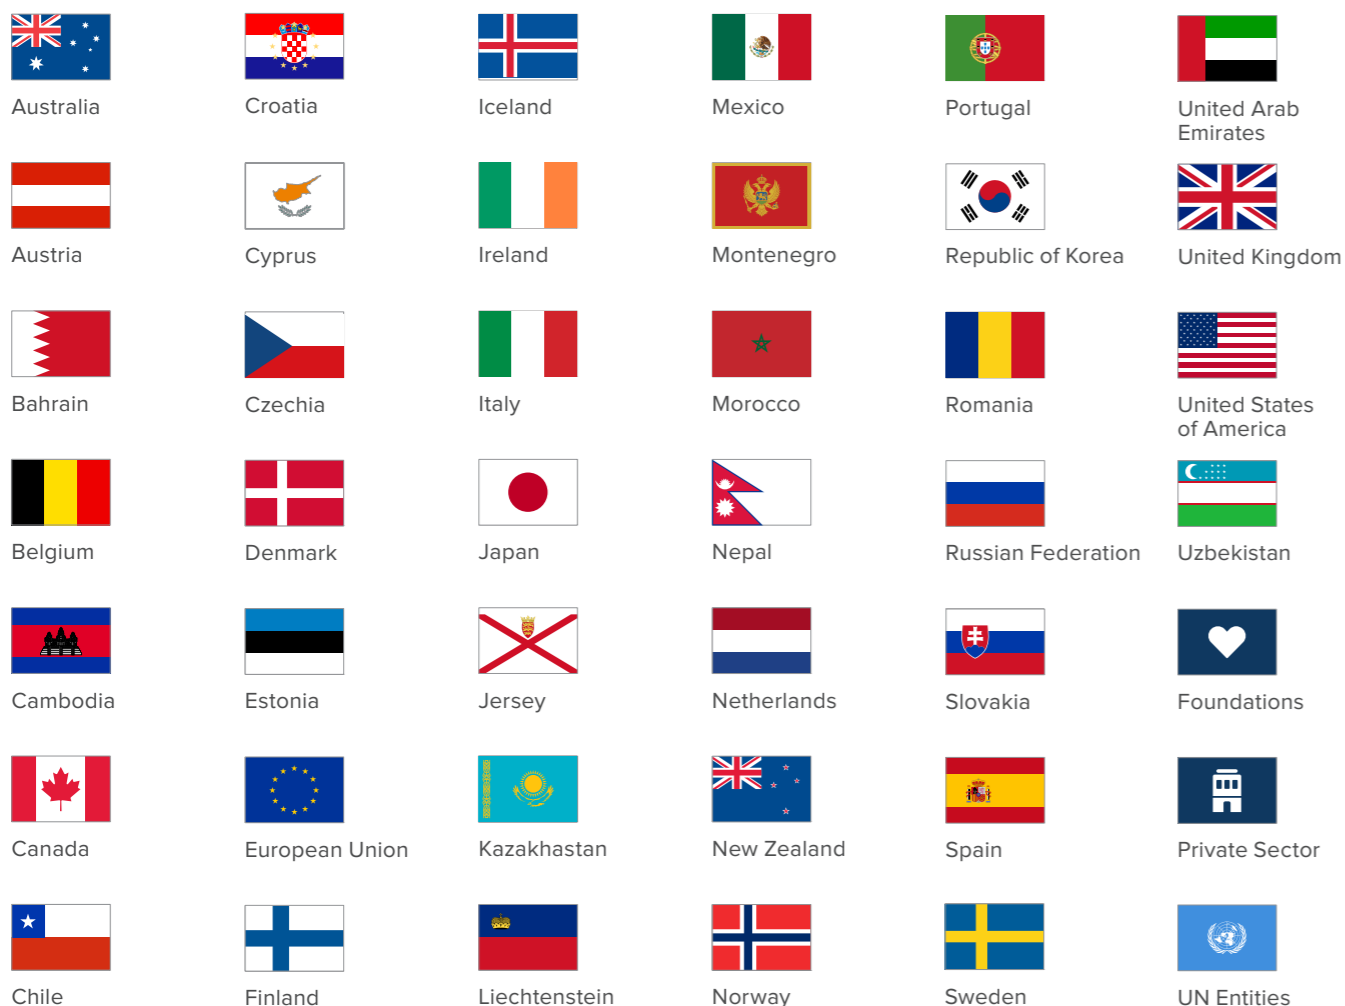 Australia
Croatia
Iceland
Mexico
Portugal
United Arab
Emirates
Austria
Cyprus
Ireland
Montenegro
Republic of Korea
United Kingdom
Bahrain
Czechia
Italy
Morocco
Romania
United States
of America
Belgium
Denmark
Japan
Nepal
Russian Federation
Uzbekistan
Cambodia
Estonia
Jersey
Netherlands
Slovakia
Foundations
Canada
European Union
Kazakhastan
New Zealand
Spain
Private Sector
Chile
Finland
Liechtenstein
Norway
Sweden
UN Entities